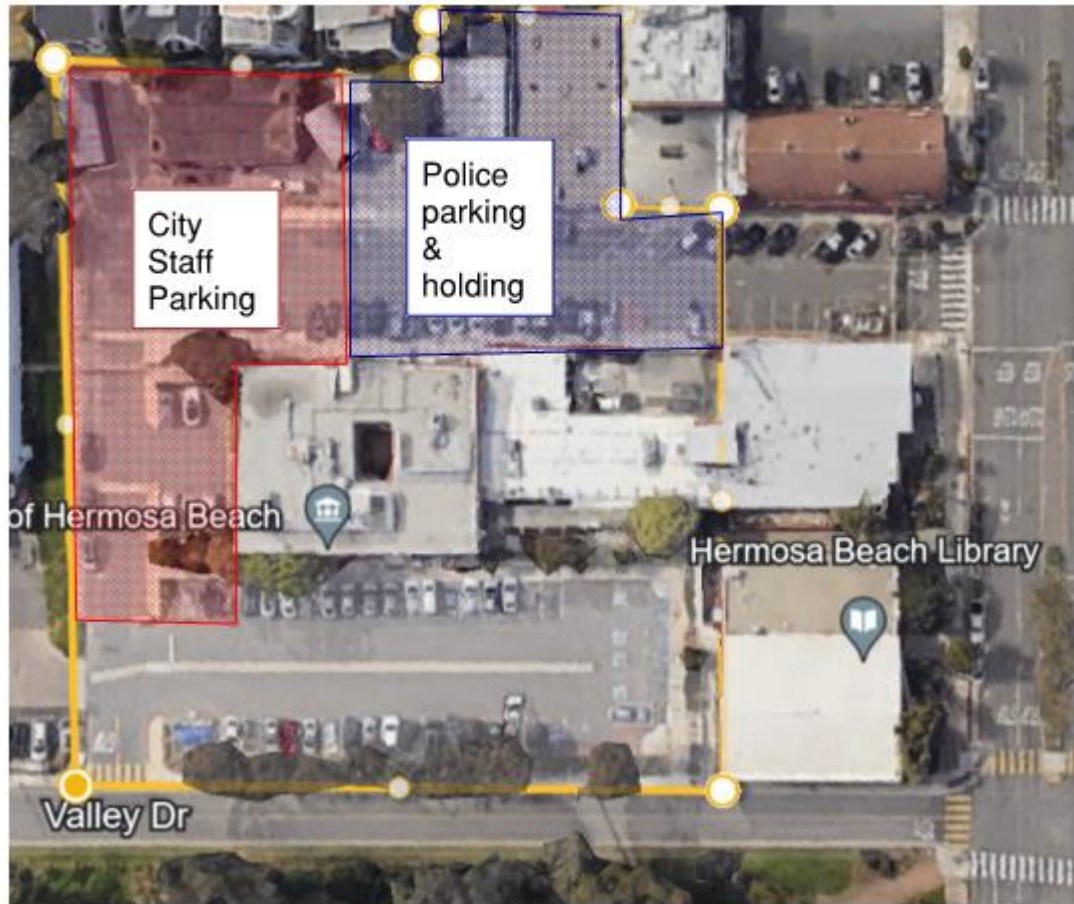 City
Staff
Parking
Police
parking
&
holding
of Hermosa Beach
Hermosa Beach Library
Valley Dr